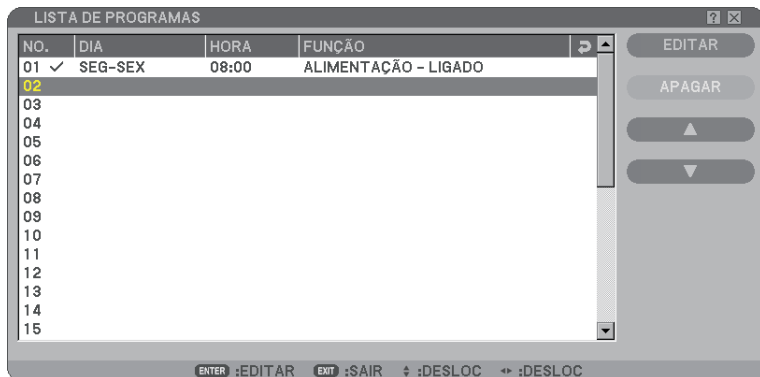 LISTA DE PROGRAMAS
NO. DIA HORA FUNÇÃO
01 ✓ SEG-SEX 08:00 ALIMENTAÇÃO - LIGADO
02
03
04
05
06
07
08
09
10
11
12
13
14
15
EDITAR
APAGAR
ENTER :EDITAR EXIT :SAIR :DESLOC :DESLOC